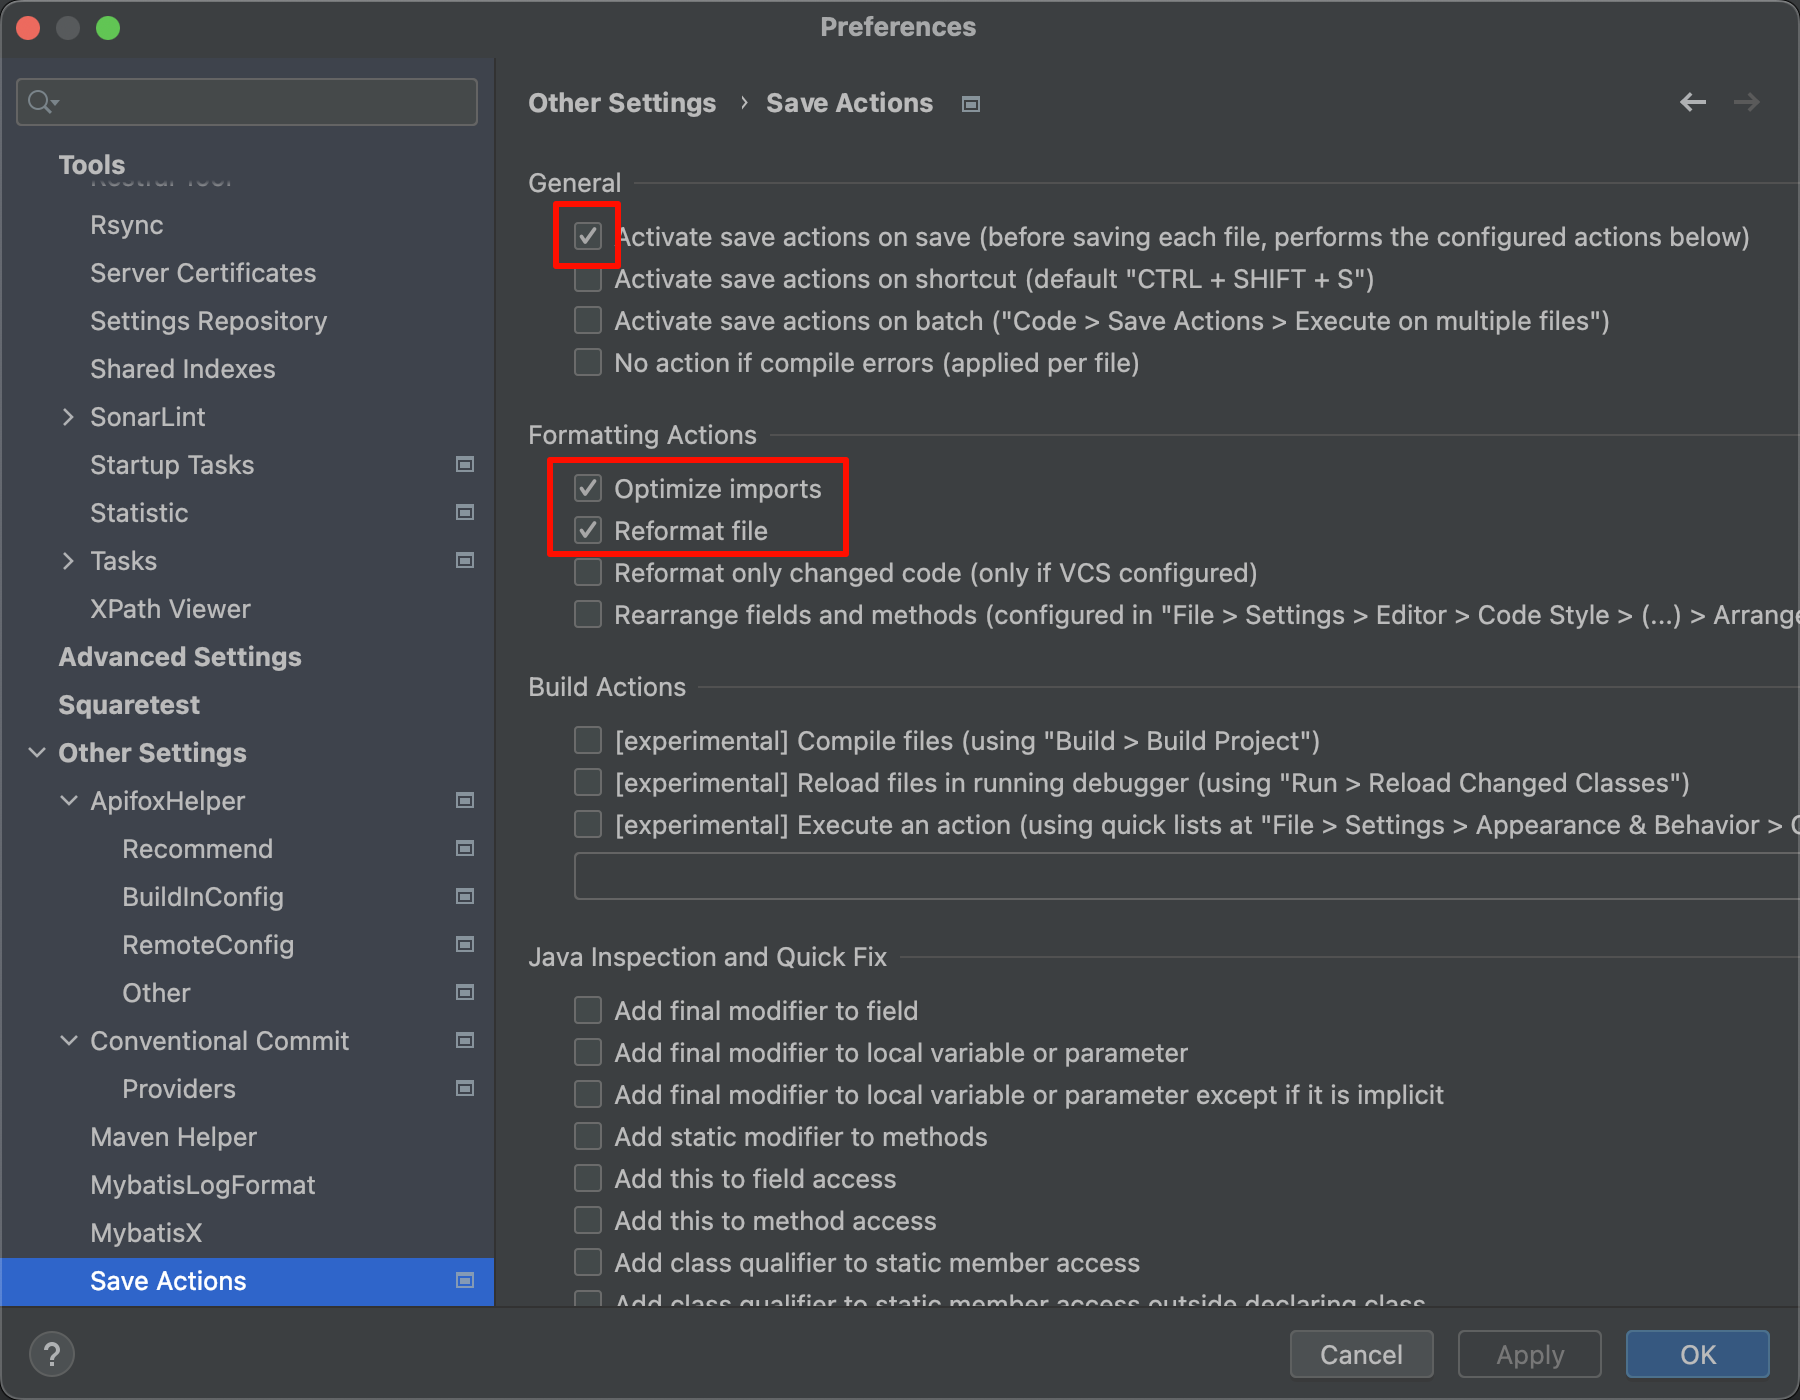 Preferences
Tools
Rsync
Server Certificates
Settings Repository
Shared Indexes
SonarLint
Startup Tasks
Statistic
Tasks
XPath Viewer
Advanced Settings
Squaretest
Other Settings
ApifoxHelper
Recommend
BuildInConfig
RemoteConfig
Other
Conventional Commit
Providers
Maven Helper
MybatisLogFormat
MybatisX
Save Actions
Other Settings › Save Actions
General
Activate save actions on save (before saving each file, performs the configured actions below)
Activate save actions on shortcut (default "CTRL + SHIFT + S")
Activate save actions on batch ("Code > Save Actions > Execute on multiple files")
No action if compile errors (applied per file)
Formatting Actions
Optimize imports
Reformat file
Reformat only changed code (only if VCS configured)
Rearrange fields and methods (configured in "File > Settings > Editor > Code Style > (...) > Arrange
Build Actions
[experimental] Compile files (using "Build > Build Project")
[experimental] Reload files in running debugger (using "Run > Reload Changed Classes")
[experimental] Execute an action (using quick lists at "File > Settings > Appearance & Behavior >
Java Inspection and Quick Fix
Add final modifier to field
Add final modifier to local variable or parameter
Add final modifier to local variable or parameter except if it is implicit
Add static modifier to methods
Add this to field access
Add this to method access
Add class qualifier to static member access
Add class qualifier to static member access outside declaring class
?
Cancel
Apply
OK